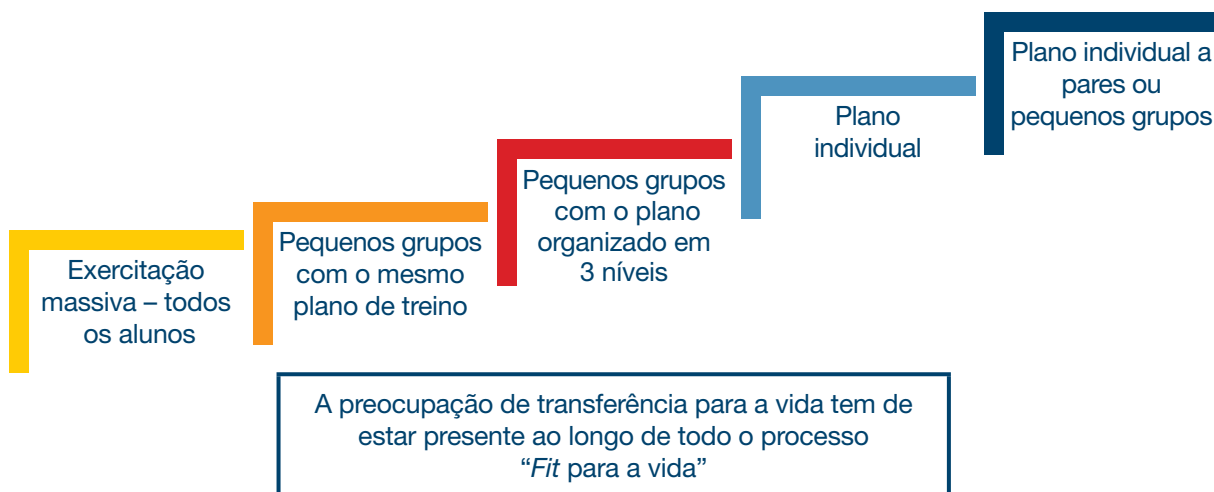 Exercitação
massiva – todos
os alunos
Pequenos grupos
com o mesmo
plano de treino
Pequenos grupos
com o plano
organizado em
3 níveis
Plano
individual
Plano individual a
pares ou
pequenos grupos
A preocupação de transferência para a vida tem de
estar presente ao longo de todo o processo
“Fit para a vida”